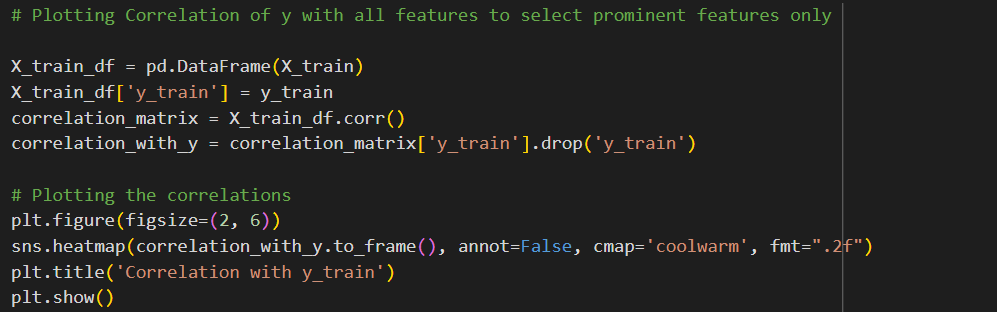 # Plotting Correlation of y with all features to select prominent features only
X_train_df = pd.DataFrame(X_train)
X_train_df['y_train'] = y_train
correlation_matrix = X_train_df.corr()
correlation_with_y = correlation_matrix['y_train'].drop('y_train')
# Plotting the correlations
plt.figure(figsize=(2, 6))
sns.heatmap(correlation_with_y.to_frame(), annot=False, cmap='coolwarm', fmt=".2f")
plt.title('Correlation with y_train')
plt.show()